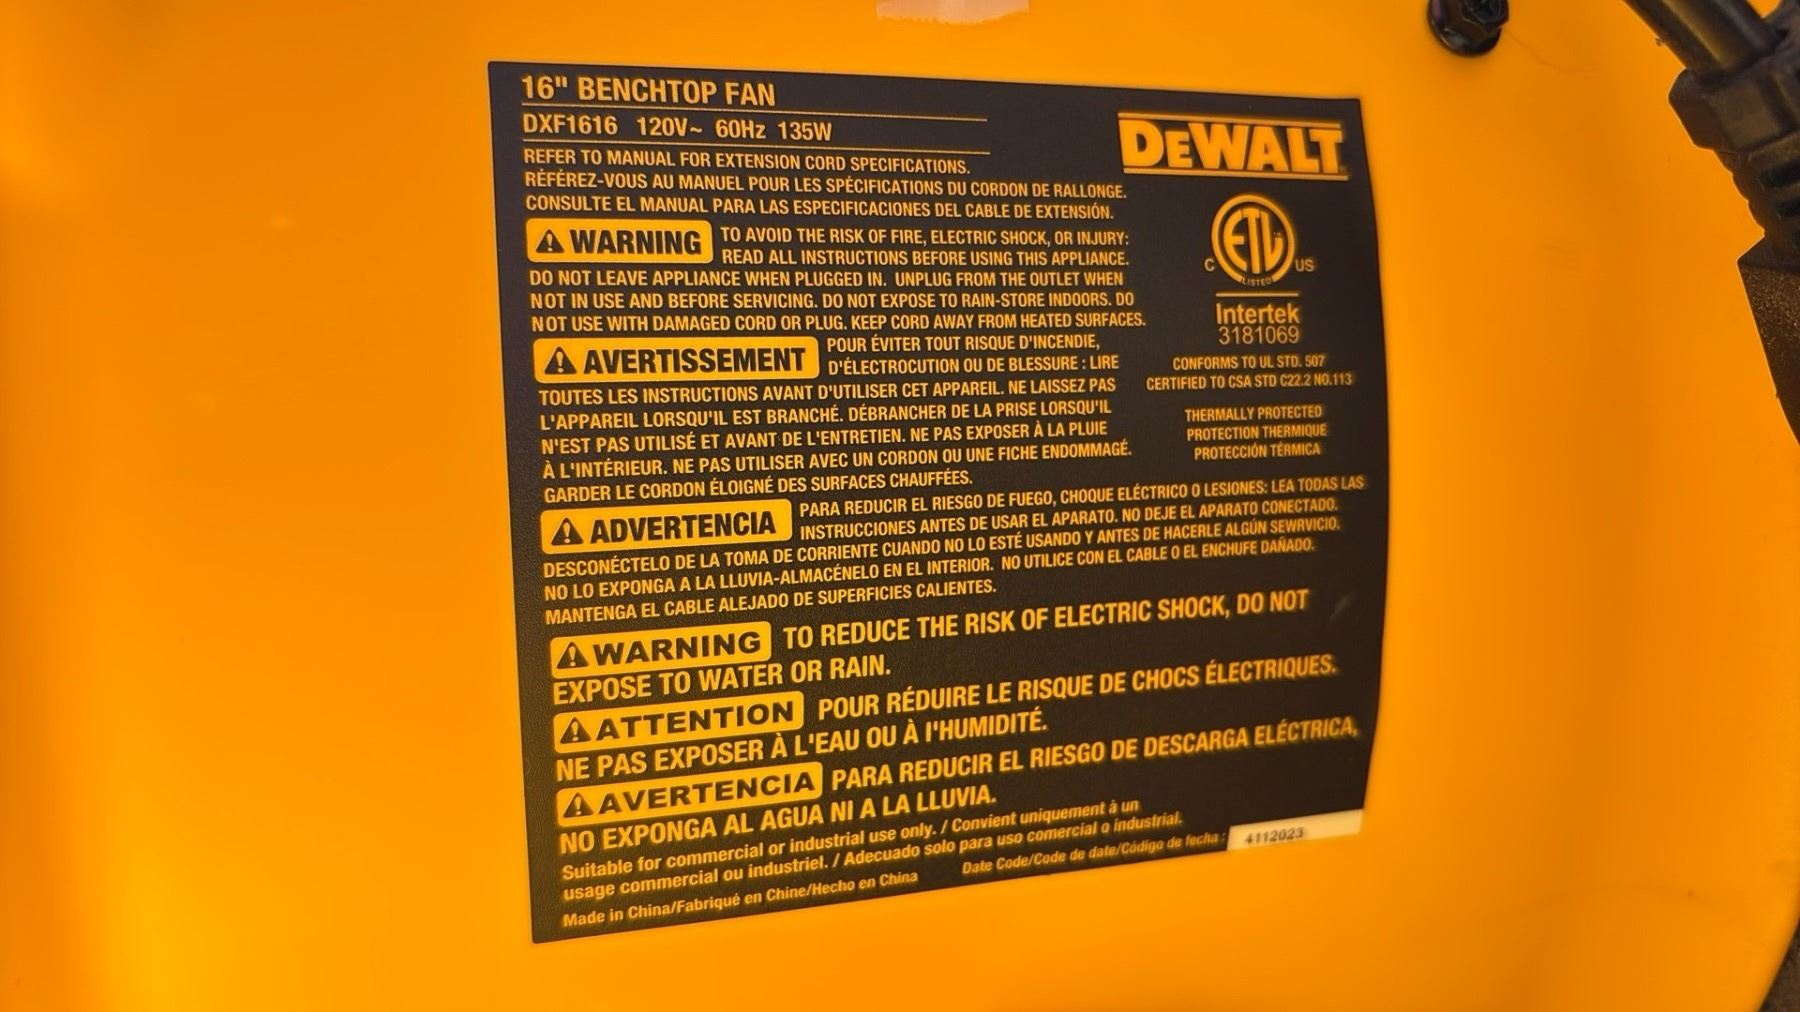 16" BENCHTOP FAN
DXF1616 120V~ 60Hz 135W
REFER TO MANUAL FOR EXTENSION CORD SPECIFICATIONS.
RÉFÉREZ-VOUS AU MANUEL POUR LES SPÉCIFICATIONS DU CORDON DE RALLONGE.
CONSULTE EL MANUAL PARA LAS ESPECIFICACIONES DEL CABLE DE EXTENSIÓN.
WARNING TO AVOID THE RISK OF FIRE, ELECTRIC SHOCK, OR INJURY:
READ ALL INSTRUCTIONS BEFORE USING THIS APPLIANCE.
DO NOT LEAVE APPLIANCE WHEN PLUGGED IN. UNPLUG FROM THE OUTLET WHEN
NOT IN USE AND BEFORE SERVICING. DO NOT EXPOSE TO RAIN-STORE INDOORS. DO
NOT USE WITH DAMAGED CORD OR PLUG. KEEP CORD AWAY FROM HEATED SURFACES.
AVERTISSEMENT POUR ÉVITER TOUT RISQUE D'INCENDIE,
D'ÉLECTROCUTION OU DE BLESSURE : LIRE
TOUTES LES INSTRUCTIONS AVANT D'UTILISER CET APPAREIL. NE LAISSEZ PAS
L'APPAREIL LORSQU'IL EST BRANCHÉ. DÉBRANCHER DE LA PRISE LORSQU'IL
N'EST PAS UTILISÉ ET AVANT DE L'ENTRETIEN. NE PAS EXPOSER À LA PLUIE
À L'INTÉRIEUR. NE PAS UTILISER AVEC UN CORDON OU UNE FICHE ENDOMMAGÉ.
GARDER LE CORDON ÉLOIGNÉ DES SURFACES CHAUFFÉES.
ADVERTENCIA PARA REDUCIR EL RIESGO DE FUEGO, CHOQUE ELÉCTRICO O LESIONES: LEA TODAS LAS
INSTRUCCIONES ANTES DE USAR EL APARATO. NO DEJE EL APARATO CONECTADO.
DESCONÉCTELO DE LA TOMA DE CORRIENTE CUANDO NO LO ESTÉ USANDO Y ANTES DE HACERLE ALGÚN SEWRVICIO.
NO LO EXPONGA A LA LLUVIA-ALMACÉNELO EN EL INTERIOR. NO UTILICE CON EL CABLE O EL ENCHUFE DAÑADO.
MANTENGA EL CABLE ALEJADO DE SUPERFICIES CALIENTES.
WARNING TO REDUCE THE RISK OF ELECTRIC SHOCK, DO NOT
EXPOSE TO WATER OR RAIN.
ATTENTION POUR RÉDUIRE LE RISQUE DE CHOCS ÉLECTRIQUES.
NE PAS EXPOSER À L'EAU OU À I'HUMIDITÉ.
AVERTENCIA PARA REDUCIR EL RIESGO DE DESCARGA ELÉCTRICA,
NO EXPONGA AL AGUA NI A LA LLUVIA.
Suitable for commercial or industrial use only. / Convient uniquement à un
usage commercial ou industriel. / Adecuado solo para uso comercial o industrial.
Made in China/Fabriqué en Chine/Hecho en China Date Code/Code de date/Código de fecha : 4112023
DEWALT
ETL
C US
LISTED
Intertek
3181069
CONFORMS TO UL STD. 507
CERTIFIED TO CSA STD C22.2 NO.113
THERMALLY PROTECTED
PROTECTION THERMIQUE
PROTECCIÓN TÉRMICA